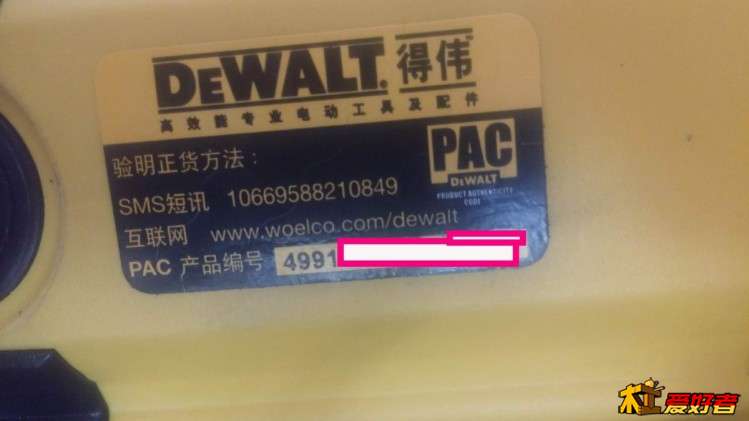 DEWALT. 得伟
高效能专业电动工具及配件
PAC
DEWALT
PRODUCT AUTHENTICITY
CODE
验明正货方法：
SMS短讯 10669588210849
互联网 www.woelco.com/dewalt
PAC 产品编号 4991
木工爱好者